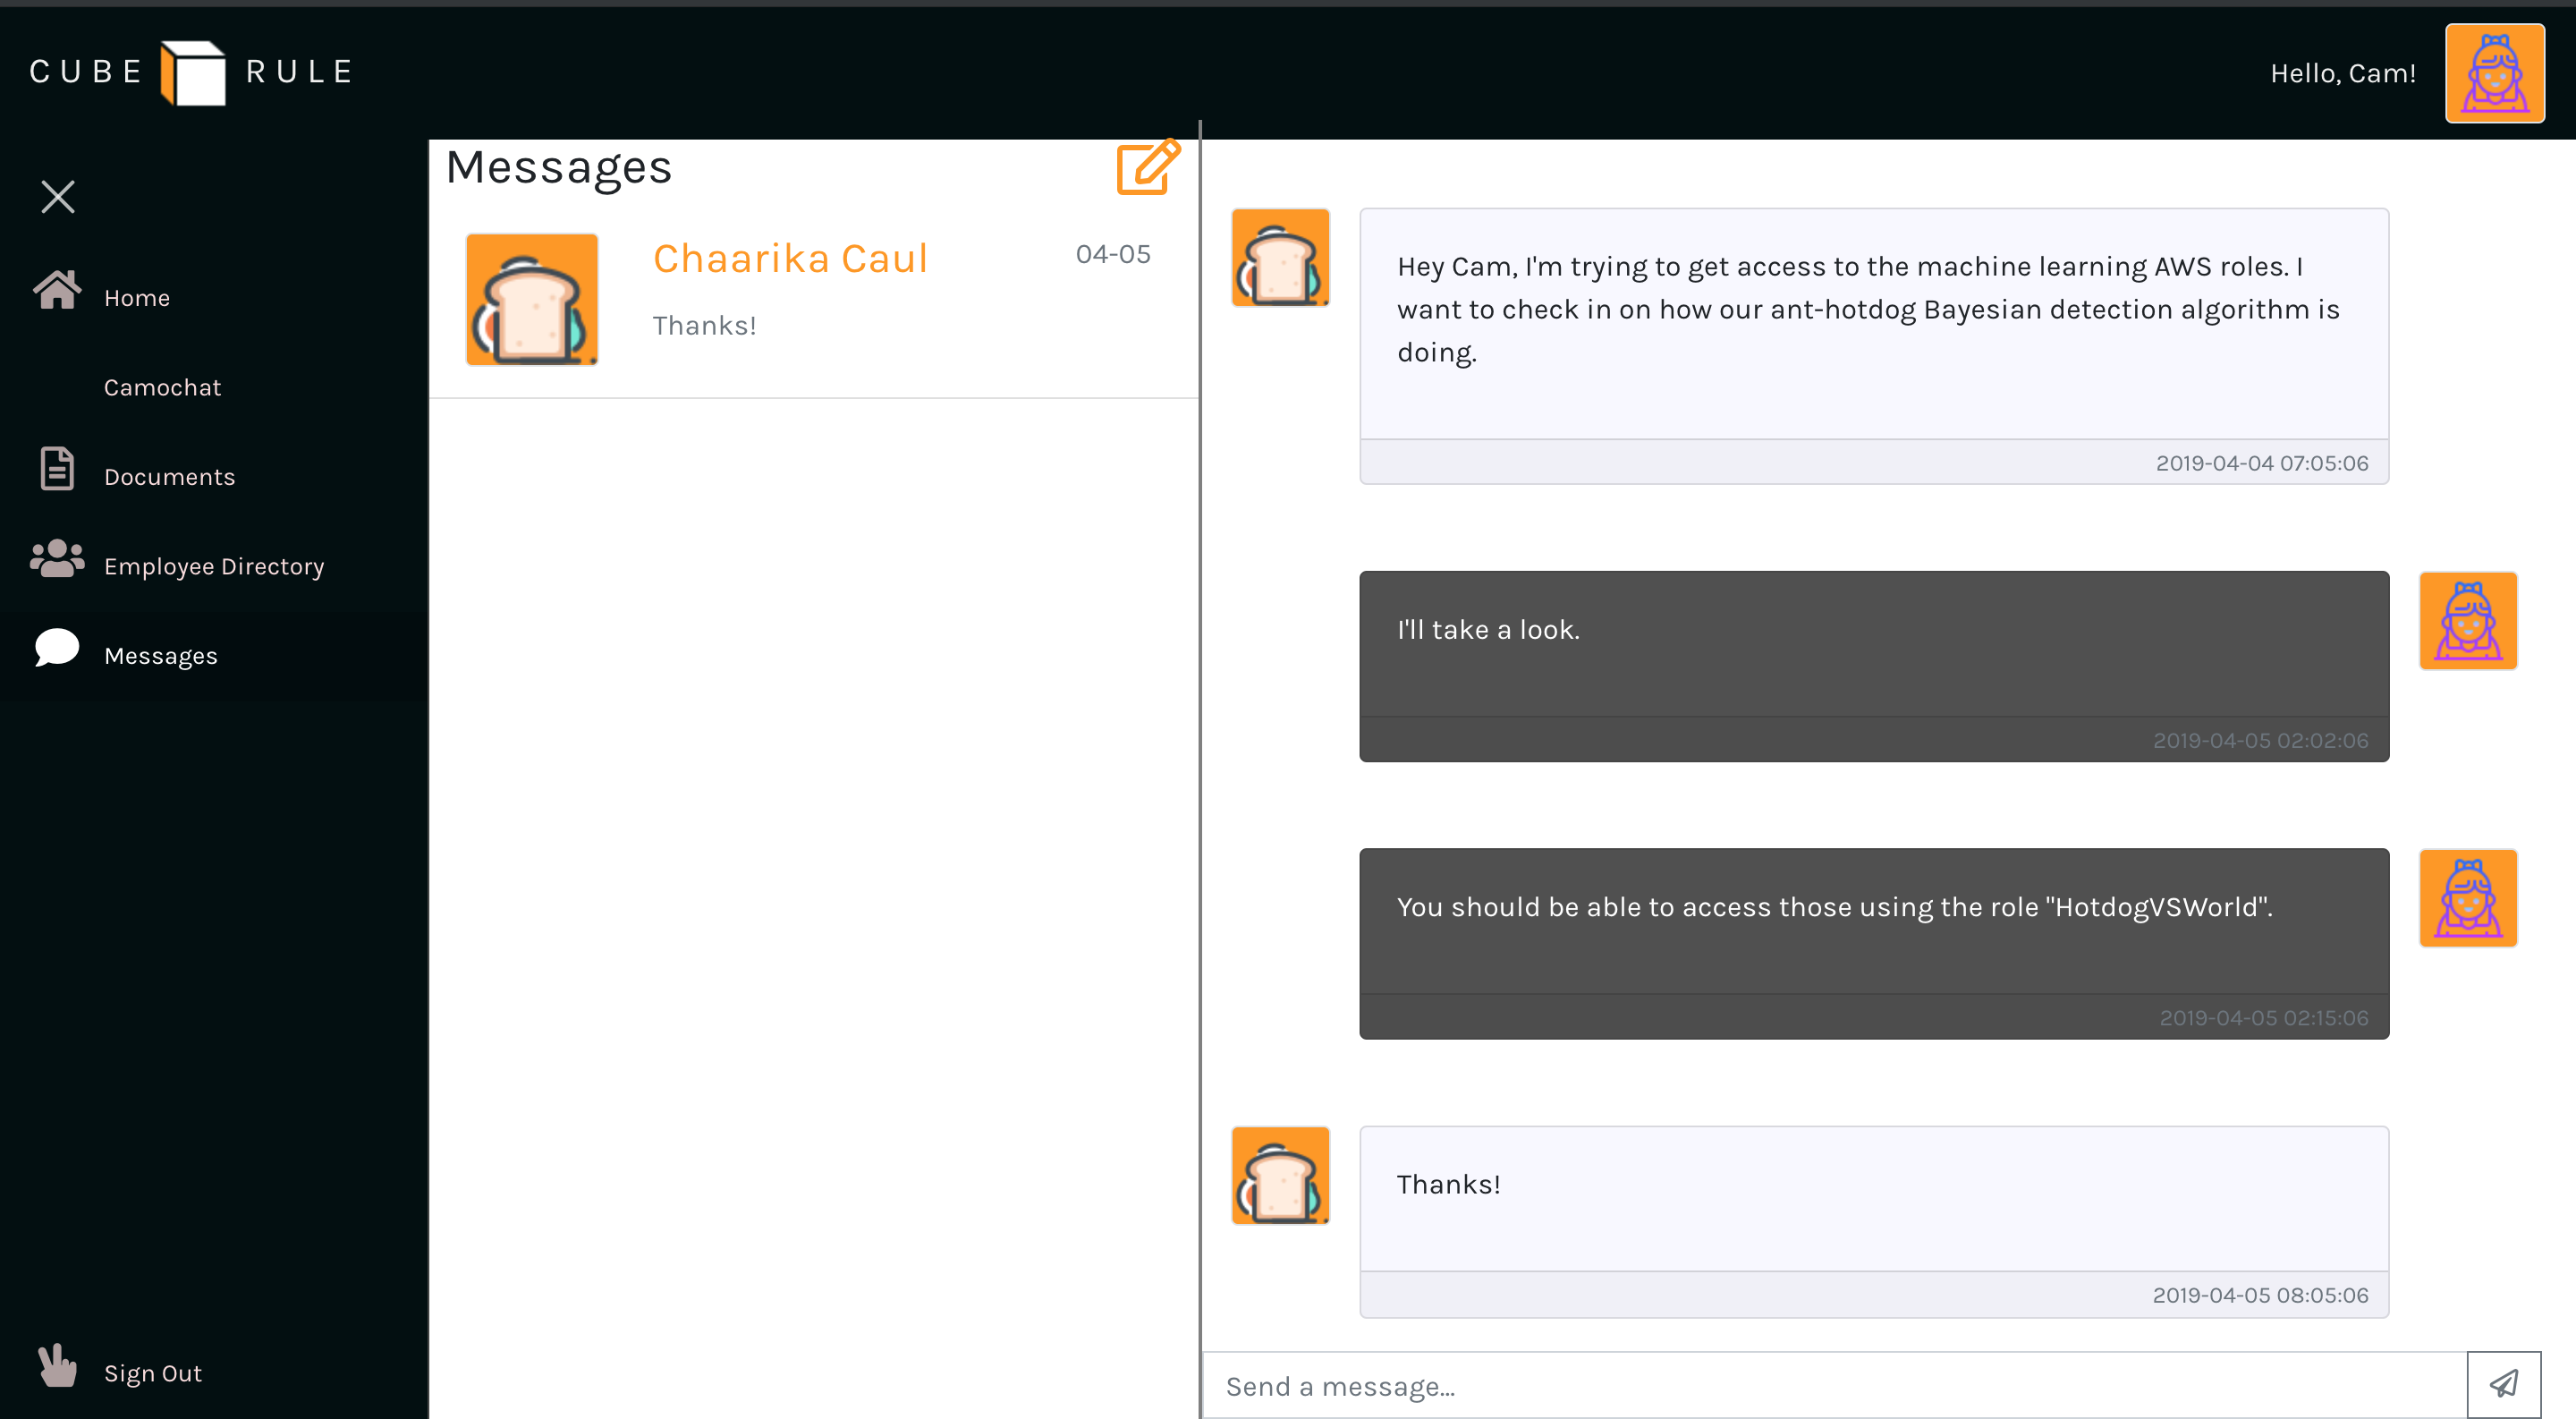 CUBE RULE
Hello, Cam!
Home
Camochat
Documents
Employee Directory
Messages
Sign Out
Messages
Chaarika Caul
04-05
Thanks!
Hey Cam, I'm trying to get access to the machine learning AWS roles. I
want to check in on how our ant-hotdog Bayesian detection algorithm is
doing.
2019-04-04 07:05:06
I'll take a look.
2019-04-05 02:02:06
You should be able to access those using the role "HotdogVSWorld".
2019-04-05 02:15:06
Thanks!
2019-04-05 08:05:06
Send a message...